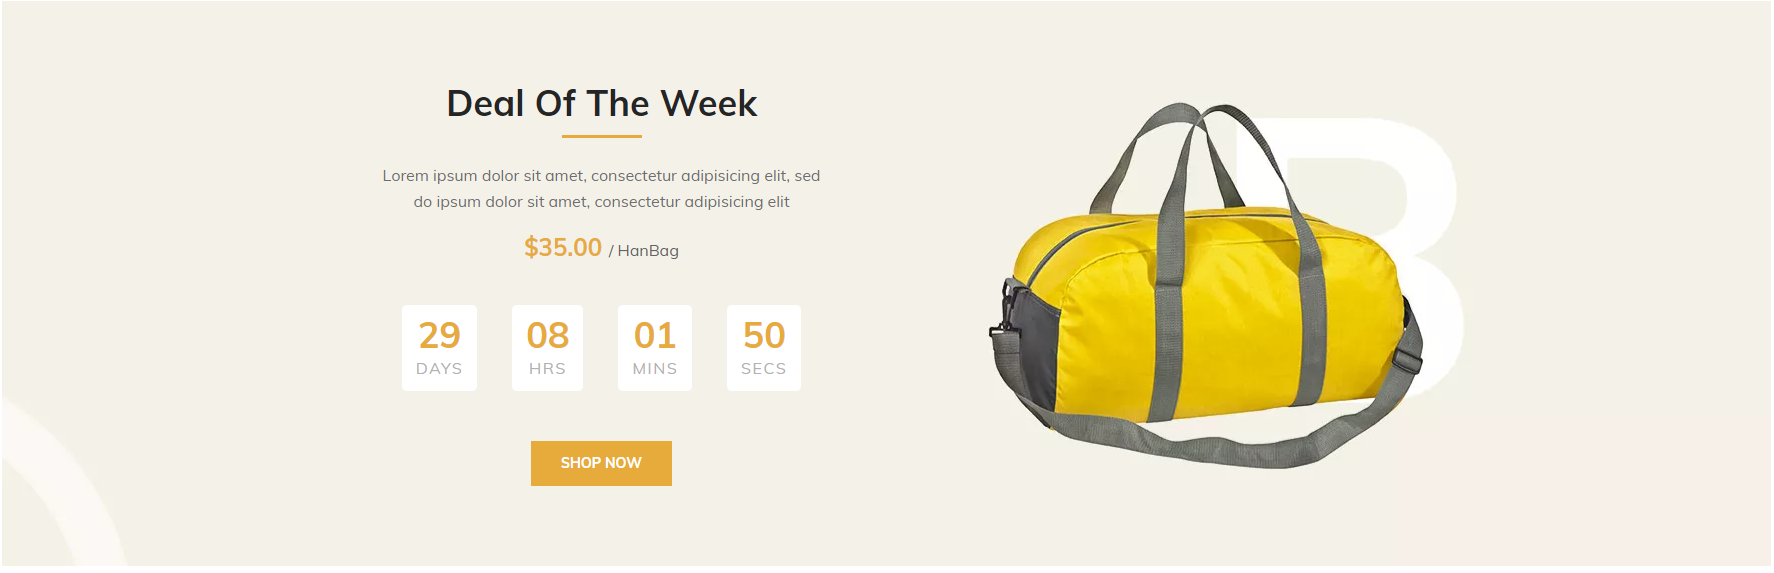 Deal Of The Week
Lorem ipsum dolor sit amet, consectetur adipisicing elit, sed
do ipsum dolor sit amet, consectetur adipisicing elit
$35.00 / HanBag
29 08 01 50
DAYS HRS MINS SECS
SHOP NOW
B